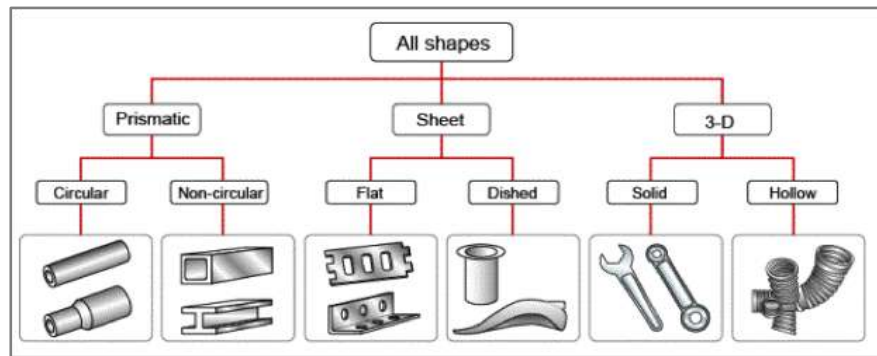 All shapes
Prismatic
Sheet
3-D
Circular
Non-circular
Flat
Dished
Solid
Hollow